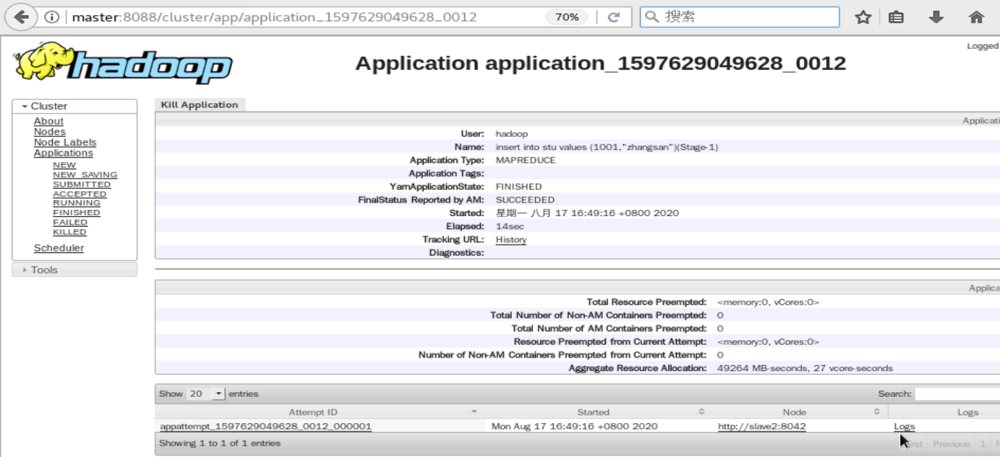 master:8088/cluster/app/application_1597629049628_0012 70% 搜索
hadoop
Logged
Application application_1597629049628_0012
Cluster
About
Nodes
Node Labels
Applications
NEW
NEW_SAVING
SUBMITTED
ACCEPTED
RUNNING
FINISHED
FAILED
KILLED
Scheduler
Tools
Kill Application
Applicati
User: hadoop
Name: insert into stu values (1001,"zhangsan")(Stage-1)
Application Type: MAPREDUCE
Application Tags:
YarnApplicationState: FINISHED
FinalStatus Reported by AM: SUCCEEDED
Started: 星期一 八月 17 16:49:16 +0800 2020
Elapsed: 14sec
Tracking URL: History
Diagnostics:
Applica
Total Resource Preempted: <memory:0, vCores:0>
Total Number of Non-AM Containers Preempted: 0
Total Number of AM Containers Preempted: 0
Resource Preempted from Current Attempt: <memory:0, vCores:0>
Number of Non-AM Containers Preempted from Current Attempt: 0
Aggregate Resource Allocation: 49264 MB-seconds, 27 vcore-seconds
Show 20 entries Search:
Attempt ID Started Node Logs
appattempt_1597629049628_0012_000001 Mon Aug 17 16:49:16 +0800 2020 http://slave2:8042 Logs
Showing 1 to 1 of 1 entries Previous 1 N